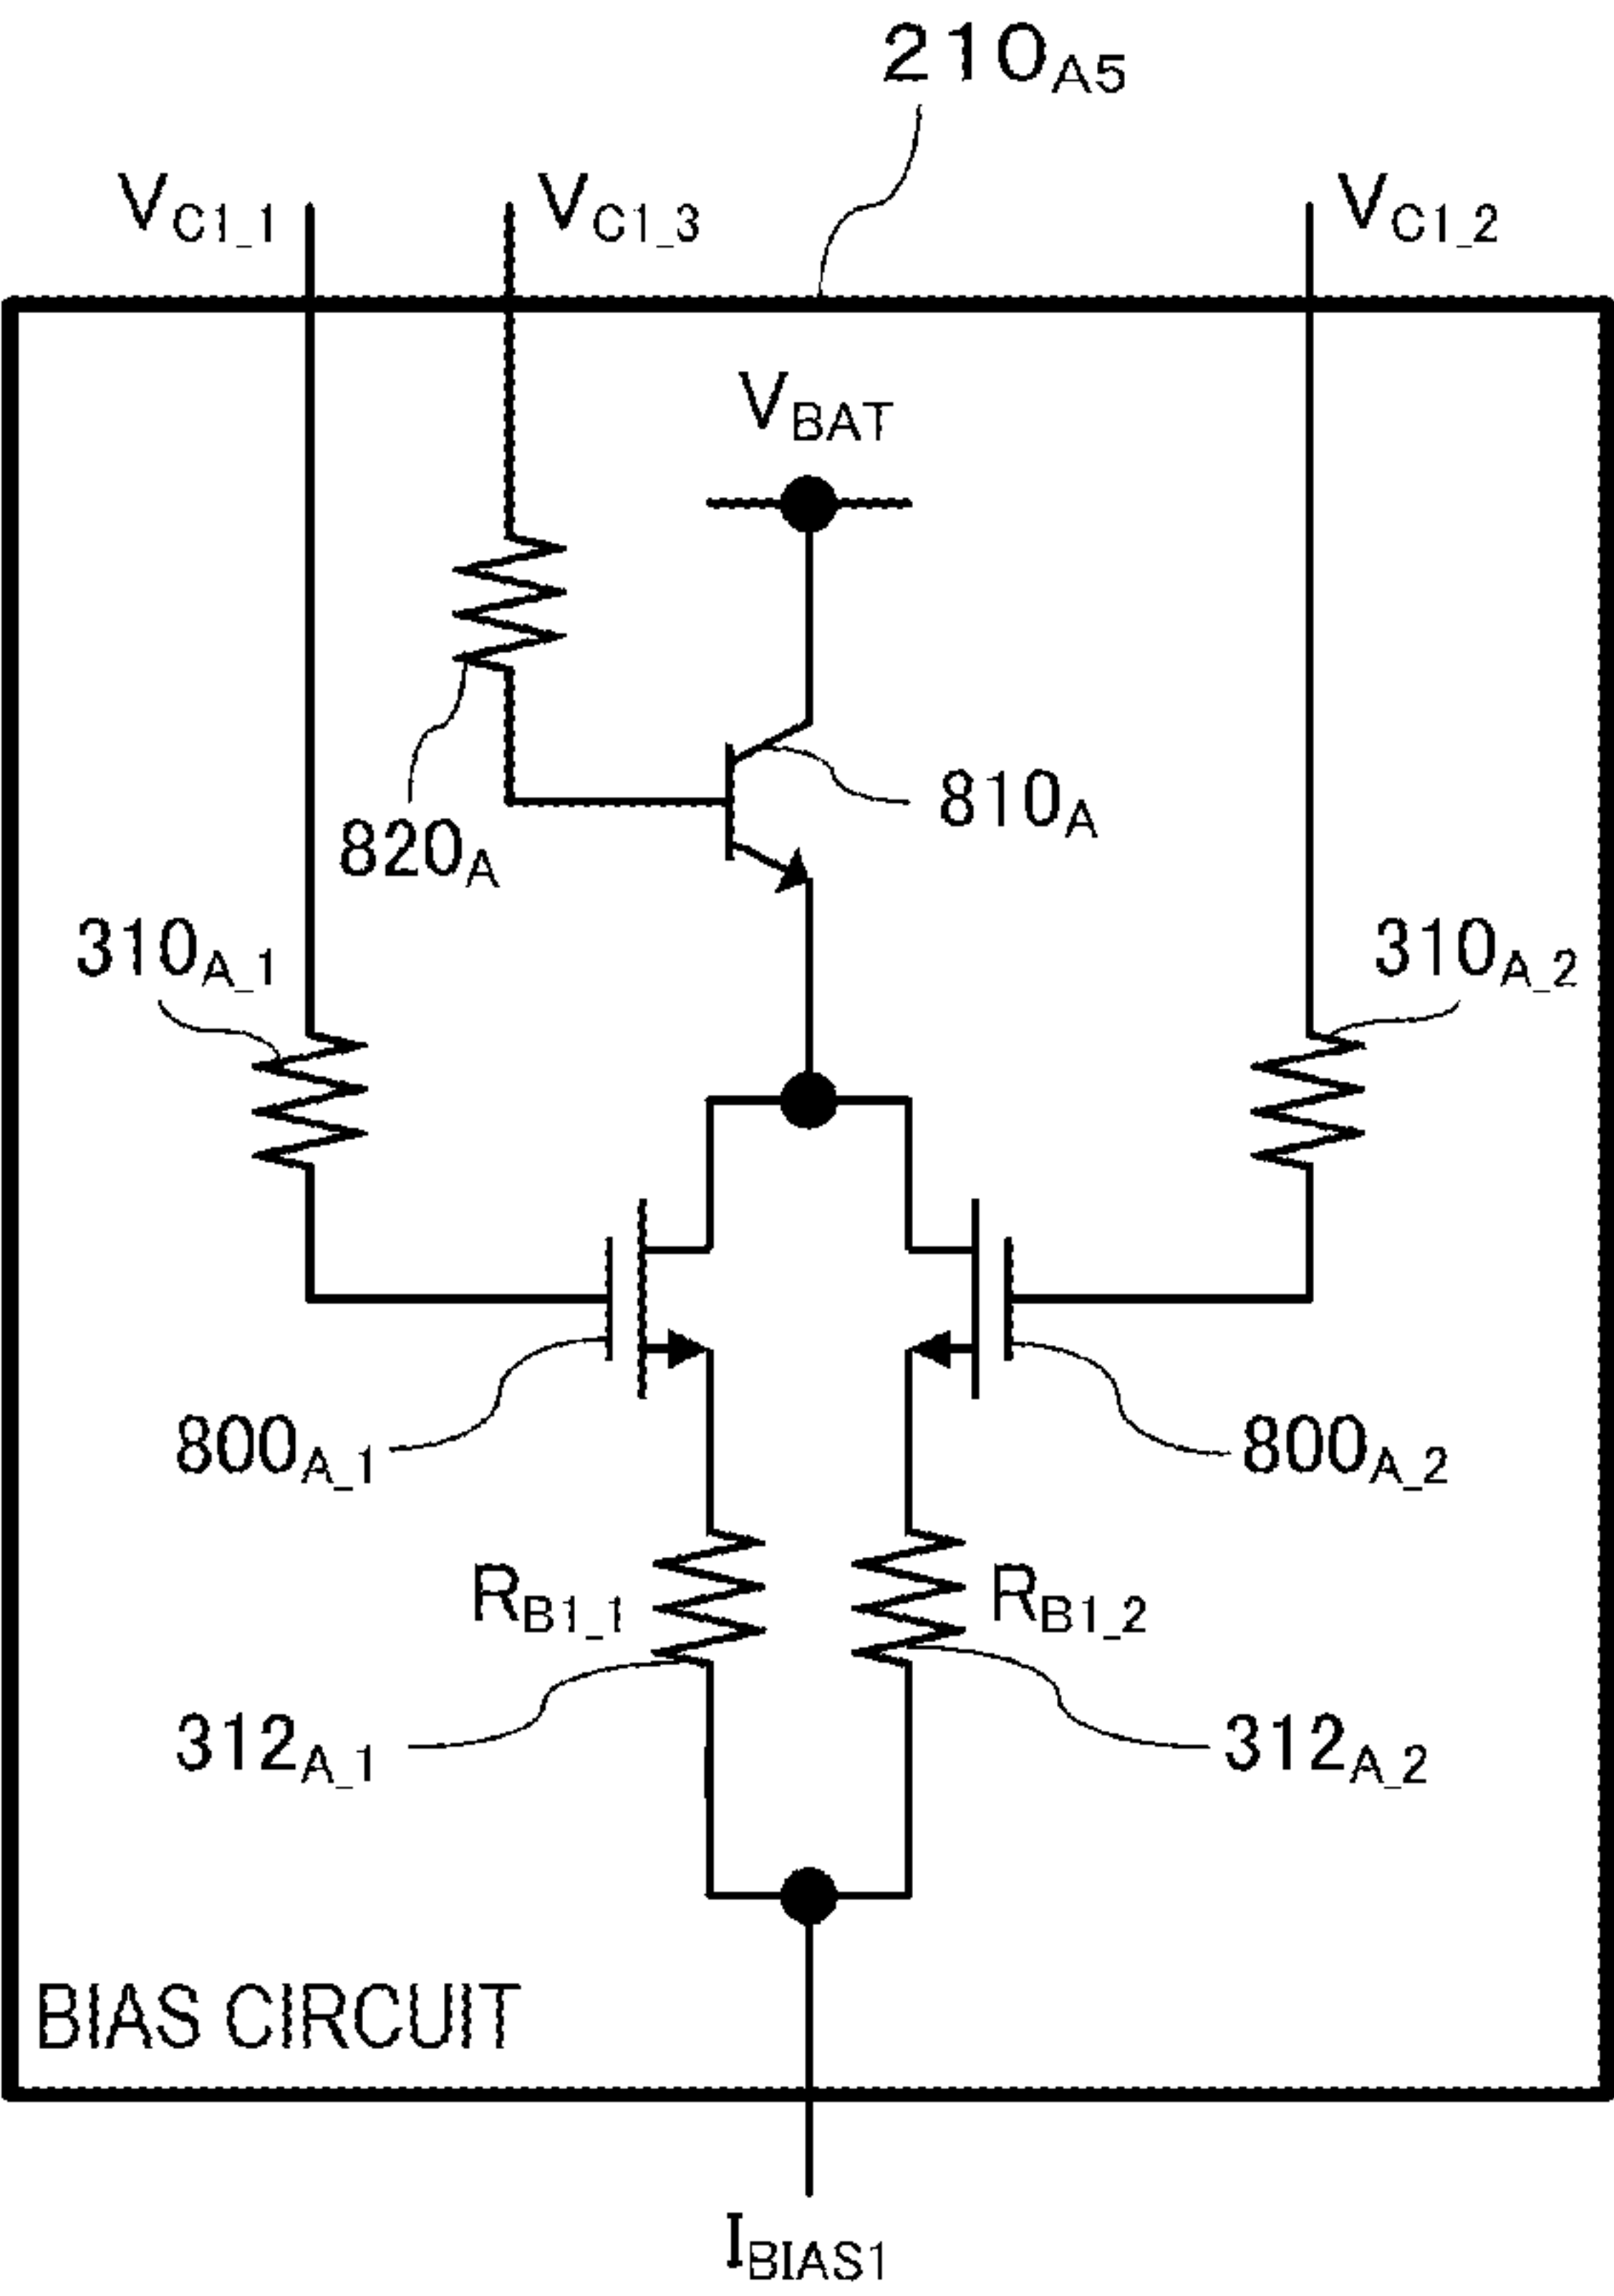 210A5
VC1_1 VC1_3 VC1_2
VBAT
810A
820A
310A_1 310A_2
800A_1 800A_2
RB1_1 RB1_2
312A_1 312A_2
BIAS CIRCUIT
IBIAS1